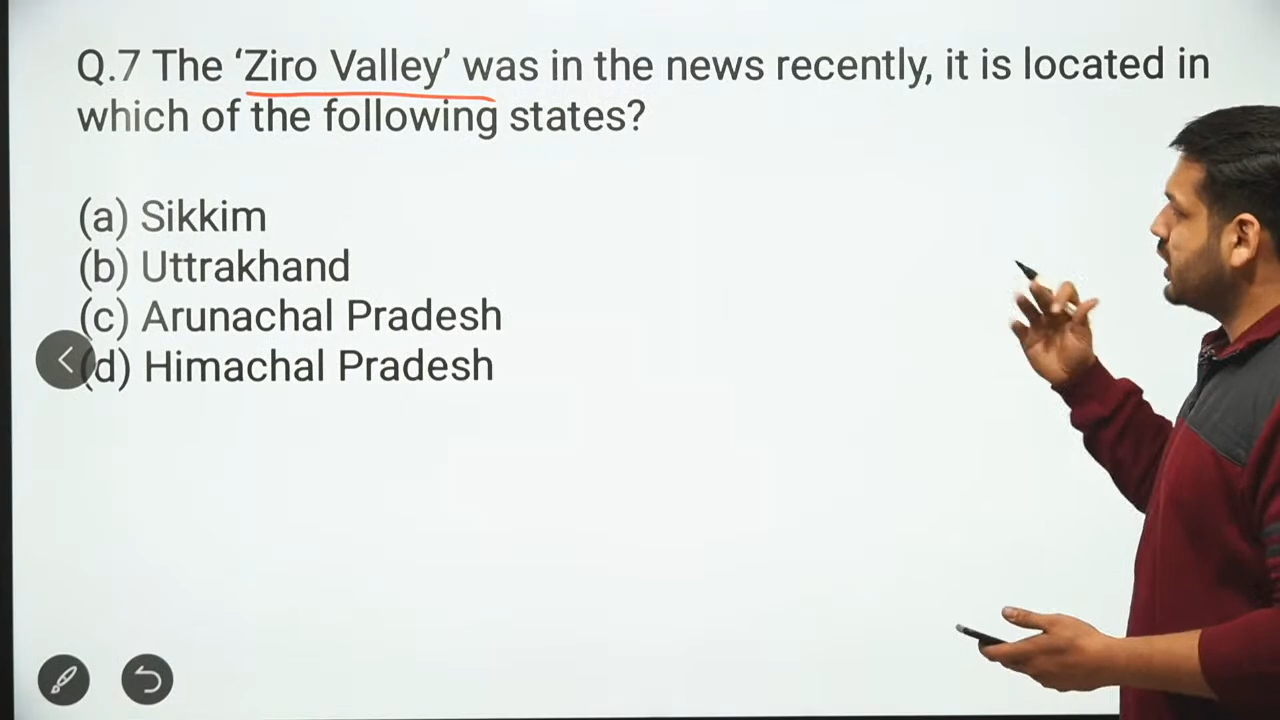 Q.7 The ‘Ziro Valley’ was in the news recently, it is located in
which of the following states?
(a) Sikkim
(b) Uttrakhand
(c) Arunachal Pradesh
(d) Himachal Pradesh